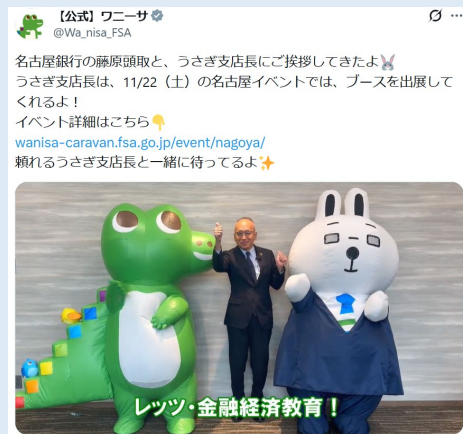 【公式】ワニーサ
@Wa_nisa_FSA
名古屋銀行の藤原頭取と、うさぎ支店長にご挨拶してきたよ🐰
うさぎ支店長は、11/22（土）の名古屋イベントでは、ブースを出展して
くれるよ！
イベント詳細はこちら👇
wanisa-caravan.fsa.go.jp/event/nagoya/
頼れるうさぎ支店長と一緒に待ってるよ✨
レッツ・金融経済教育！